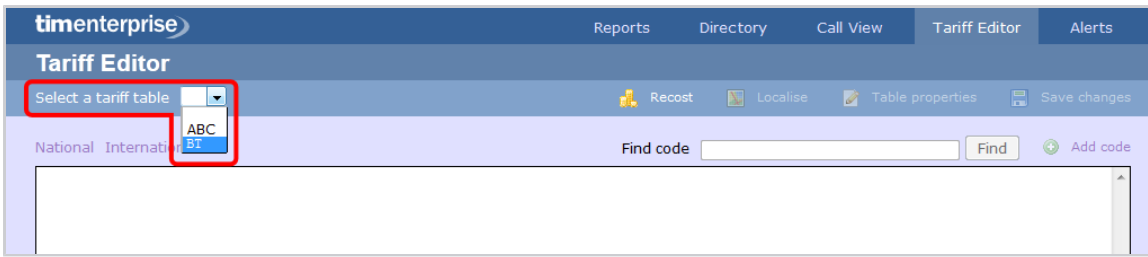 timenterprise
Reports Directory Call View Tariff Editor Alerts
Tariff Editor
Select a tariff table
Recost Localise Table properties Save changes
ABC
BT
National Internation
Find code Find Add code